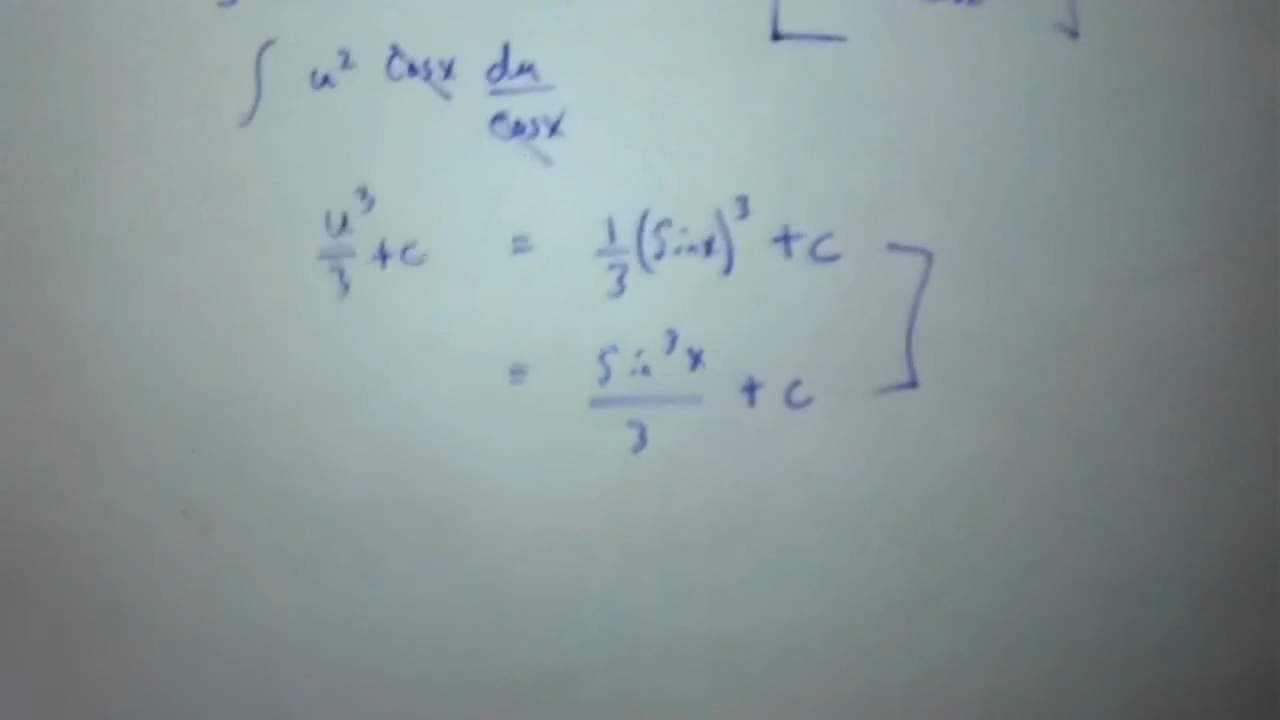 ∫ u² cosx du/cosx
u³/3 + c = 1/3 (Sinx)³ + c
= Sin³x/3 + c